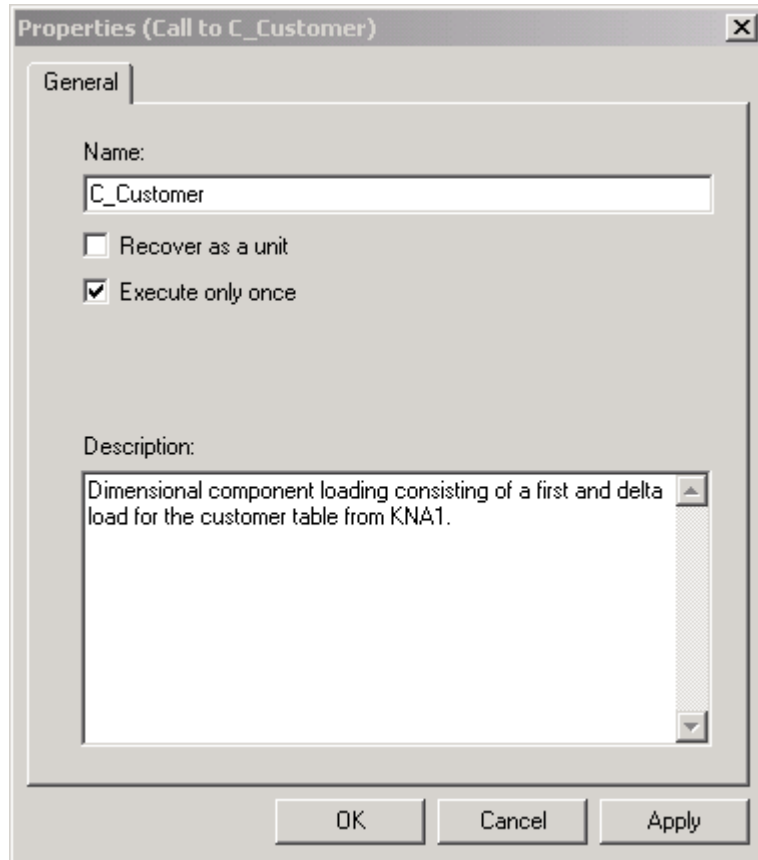 Properties (Call to C_Customer)
General
Name:
C_Customer
Recover as a unit
Execute only once
Description:
Dimensional component loading consisting of a first and delta
load for the customer table from KNA1.
OK Cancel Apply